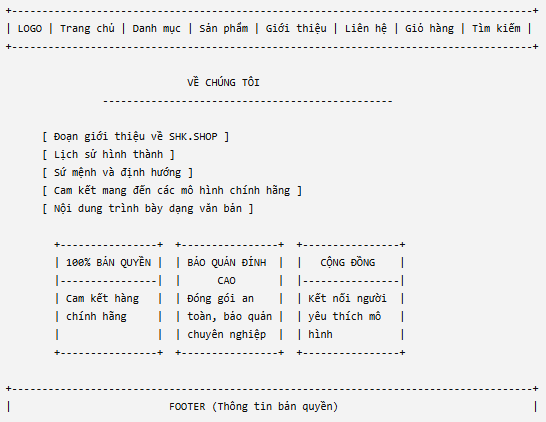 +--------------------------------------------------------------------------------------+
| LOGO | Trang chủ | Danh mục | Sản phẩm | Giới thiệu | Liên hệ | Giỏ hàng | Tìm kiếm |
+--------------------------------------------------------------------------------------+
VỀ CHÚNG TÔI
------------------------------------------------
[ Đoạn giới thiệu về SHK.SHOP ]
[ Lịch sử hình thành ]
[ Sứ mệnh và định hướng ]
[ Cam kết mang đến các mô hình chính hãng ]
[ Nội dung trình bày dạng văn bản ]
+----------------+ +----------------+ +----------------+
| 100% BẢN QUYỀN | | BẢO QUẢN ĐỈNH | | CỘNG ĐỒNG |
|----------------| | CAO | |----------------|
| Cam kết hàng | | Đóng gói an | | Kết nối người |
| chính hãng | | toàn, bảo quản | | yêu thích mô |
| | | chuyên nghiệp | | hình |
+----------------+ +----------------+ +----------------+
+--------------------------------------------------------------------------------------+
| FOOTER (Thông tin bản quyền) |